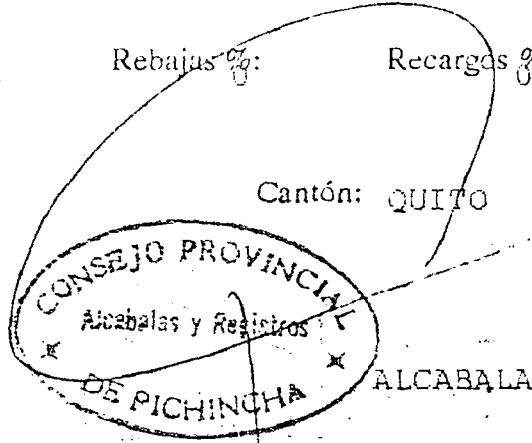 Rebajas %: Recargos %
Cantón: QUITO
CONSEJO PROVINCIAL
Alcabalas y Registros
DE PICHINCHA
ALCABALA